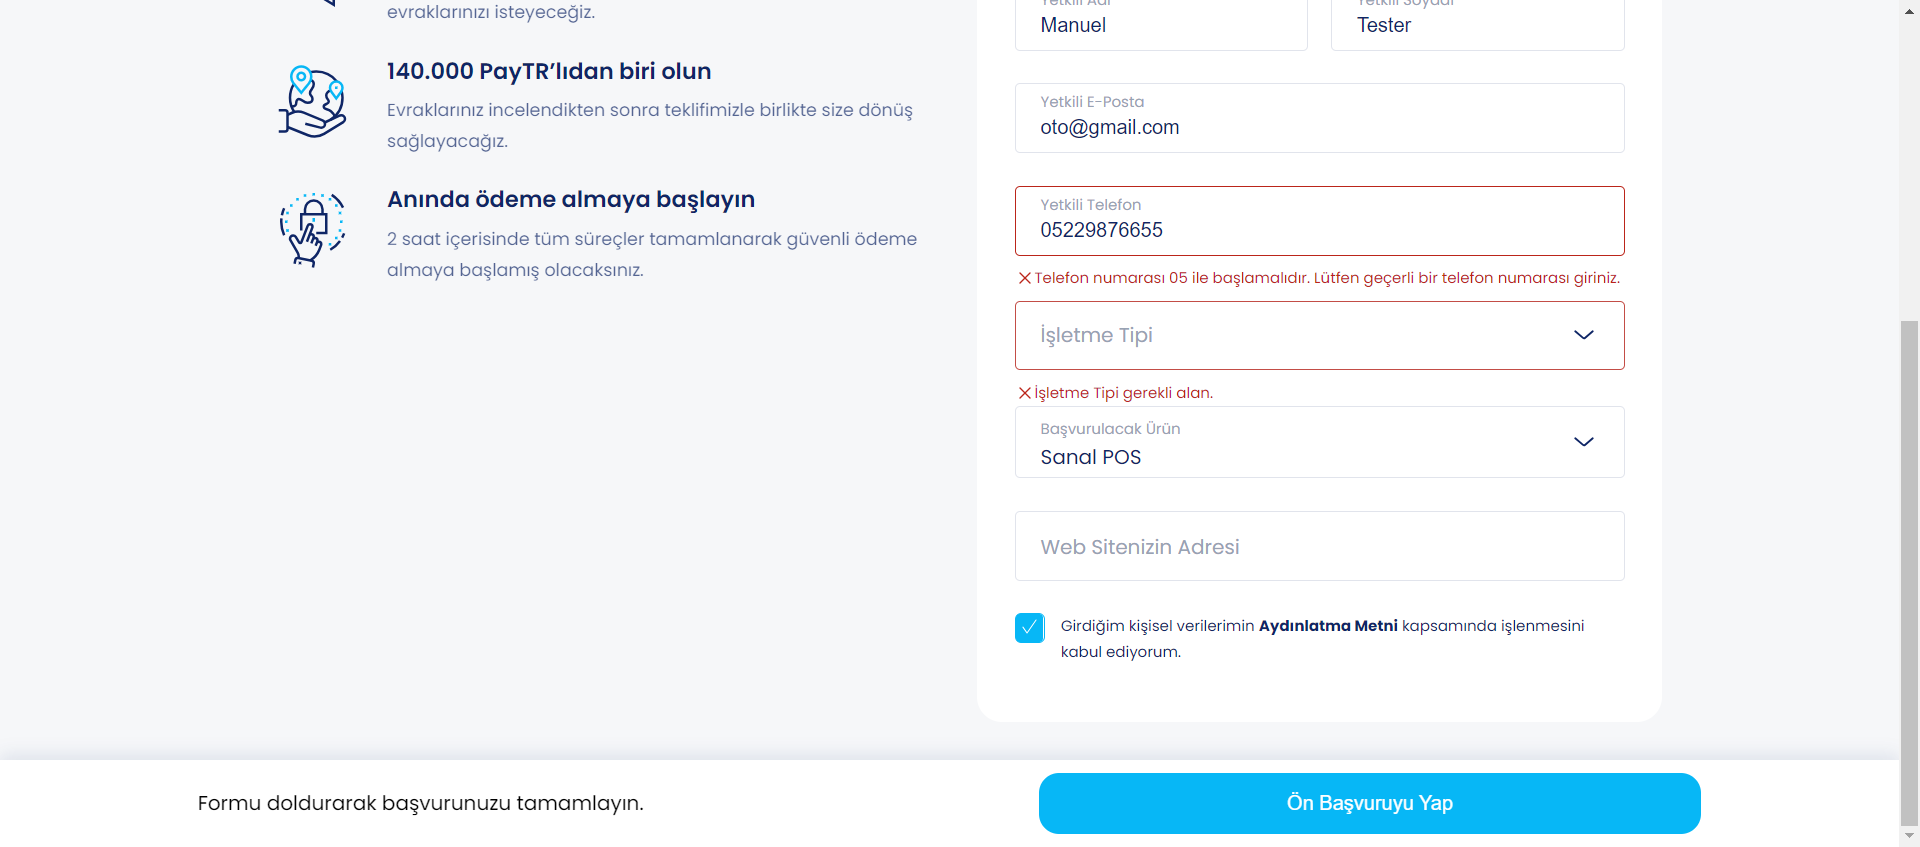 evraklarınızı isteyeceğiz.
140.000 PayTR’lıdan biri olun
Evraklarınız incelendikten sonra teklifimizle birlikte size dönüş
sağlayacağız.
Anında ödeme almaya başlayın
2 saat içerisinde tüm süreçler tamamlanarak güvenli ödeme
almaya başlamış olacaksınız.
Yetkili Adı
Manuel
Yetkili Soyadı
Tester
Yetkili E-Posta
oto@gmail.com
Yetkili Telefon
05229876655
Telefon numarası 05 ile başlamalıdır. Lütfen geçerli bir telefon numarası giriniz.
İşletme Tipi
İşletme Tipi gerekli alan.
Başvurulacak Ürün
Sanal POS
Web Sitenizin Adresi
Girdiğim kişisel verilerimin Aydınlatma Metni kapsamında işlenmesini
kabul ediyorum.
Formu doldurarak başvurunuzu tamamlayın.
Ön Başvuruyu Yap